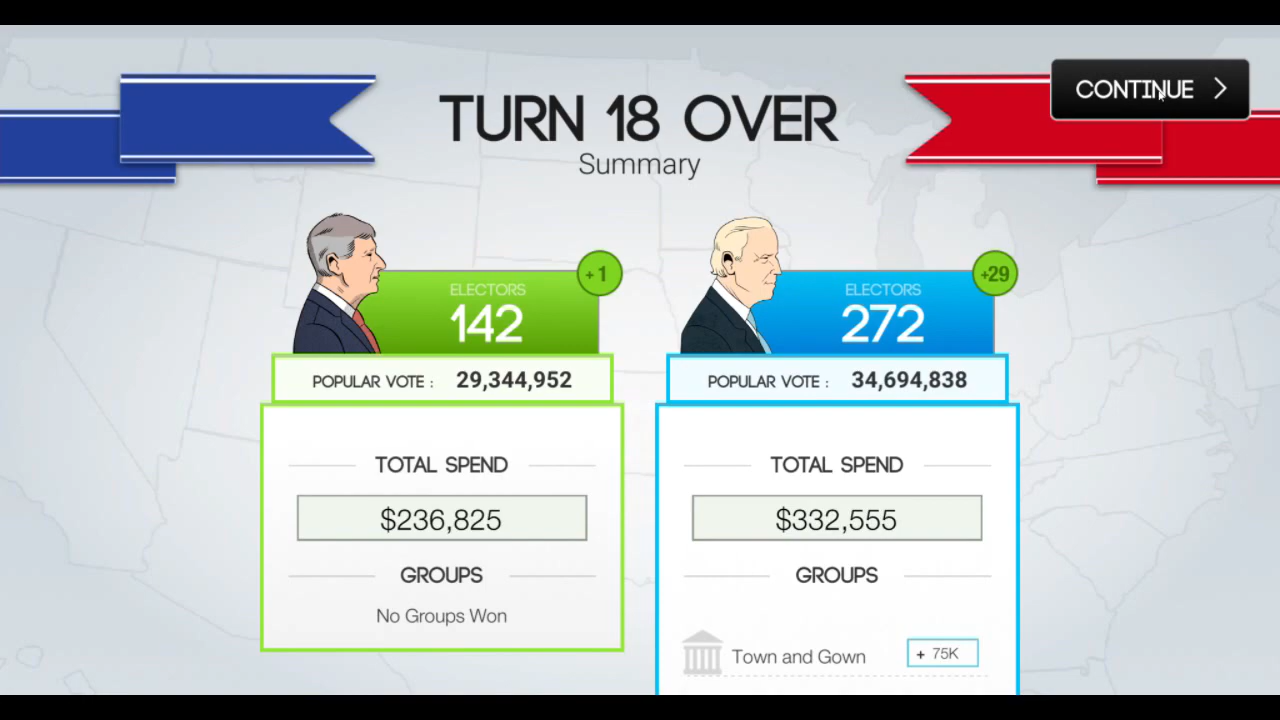 CONTINUE
TURN 18 OVER
Summary
+1
ELECTORS
142
POPULAR VOTE : 29,344,952
TOTAL SPEND
$236,825
GROUPS
No Groups Won
+29
ELECTORS
272
POPULAR VOTE : 34,694,838
TOTAL SPEND
$332,555
GROUPS
Town and Gown + 75K